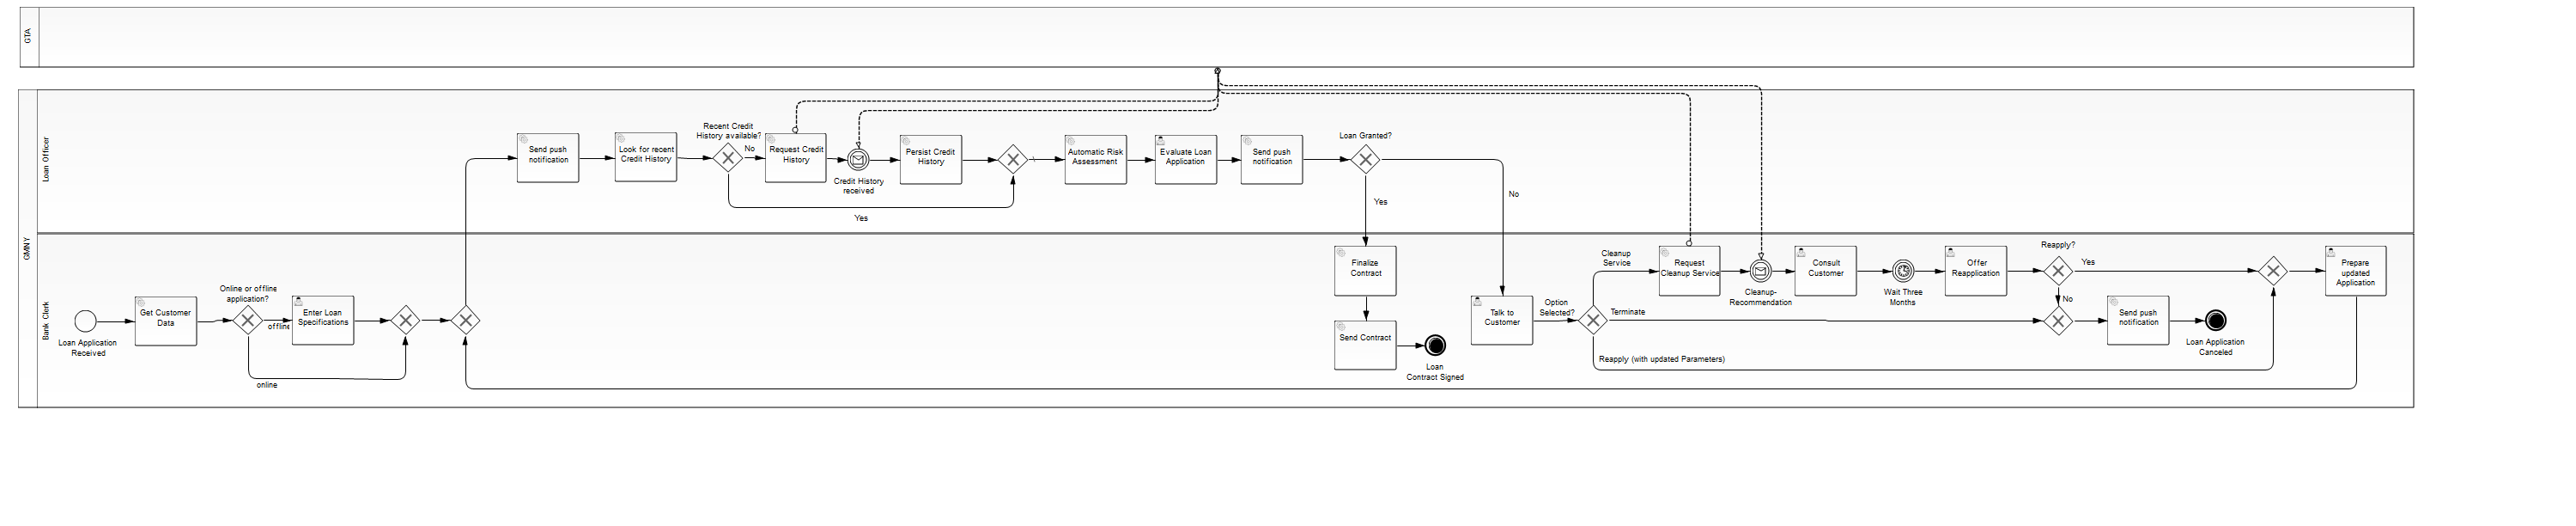 GTA
GMNY
Loan Officer
Send push
notification
Look for recent
Credit History
Recent Credit
History available?
No
Yes
Request Credit
History
Credit History
received
Persist Credit
History
Automatic Risk
Assessment
Evaluate Loan
Application
Send push
notification
Loan Granted?
Yes
No
Bank Clerk
Loan Application
Received
Get Customer
Data
Online or offline
application?
offline
online
Enter Loan
Specifications
Finalize
Contract
Send Contract
Loan
Contract Signed
Talk to
Customer
Option
Selected?
Cleanup
Service
Terminate
Reapply (with updated Parameters)
Request
Cleanup Service
Cleanup-
Recommendation
Consult
Customer
Wait Three
Months
Offer
Reapplication
Reapply?
Yes
No
Send push
notification
Loan Application
Canceled
Prepare
updated
Application